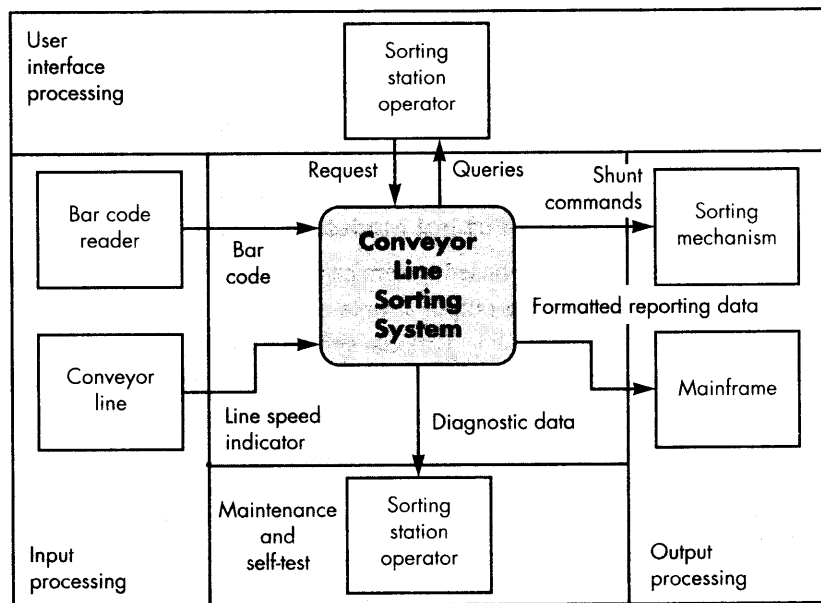 User
interface
processing
Sorting
station
operator
Request
Queries
Shunt
commands
Bar code
reader
Bar
code
Conveyor
Line
Sorting
System
Sorting
mechanism
Formatted reporting data
Conveyor
line
Line speed
indicator
Diagnostic data
Mainframe
Maintenance
and
self-test
Sorting
station
operator
Input
processing
Output
processing